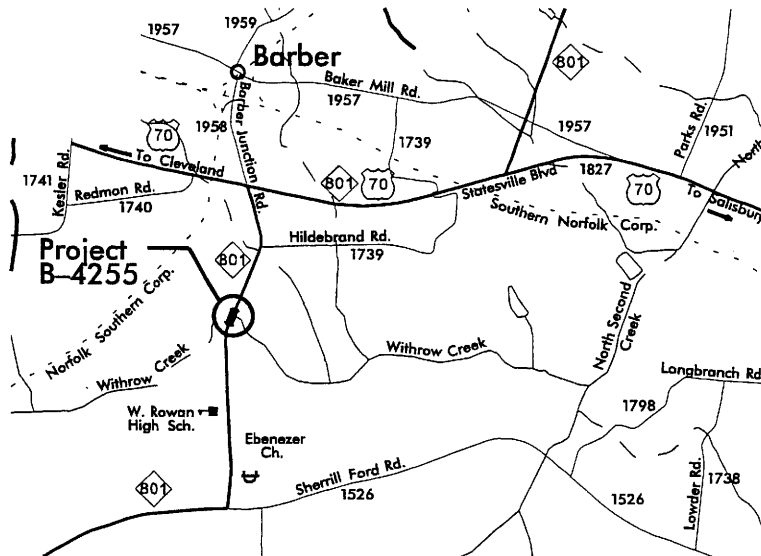 1957
1959
Barber
801
Baker Mill Rd.
1957
1958
Barber Junction Rd.
1739
1957
Parks Rd.
1951
North
70
To Cleveland
1741
Kesler Rd.
Redmon Rd.
1740
801
70
Statesville Blvd
1827
70
To Salisbury
Southern Norfolk Corp.
Hildebrand Rd.
1739
Project
B-4255
801
Norfolk Southern Corp.
Withrow Creek
Withrow Creek
North Second
Creek
Longbranch Rd
1798
W. Rowan
High Sch.
Ebenezer
Ch.
Sherrill Ford Rd.
1526
801
1526
Lowder Rd.
1738